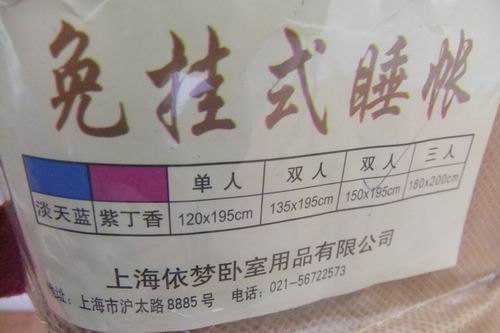 免挂式睡帐
单人 双人 双人 三人
淡天蓝 紫丁香 120x195cm 135x195cm 150x195cm 180x200cm
上海依梦卧室用品有限公司
地址：上海市沪太路8885号 电话：021-56722573